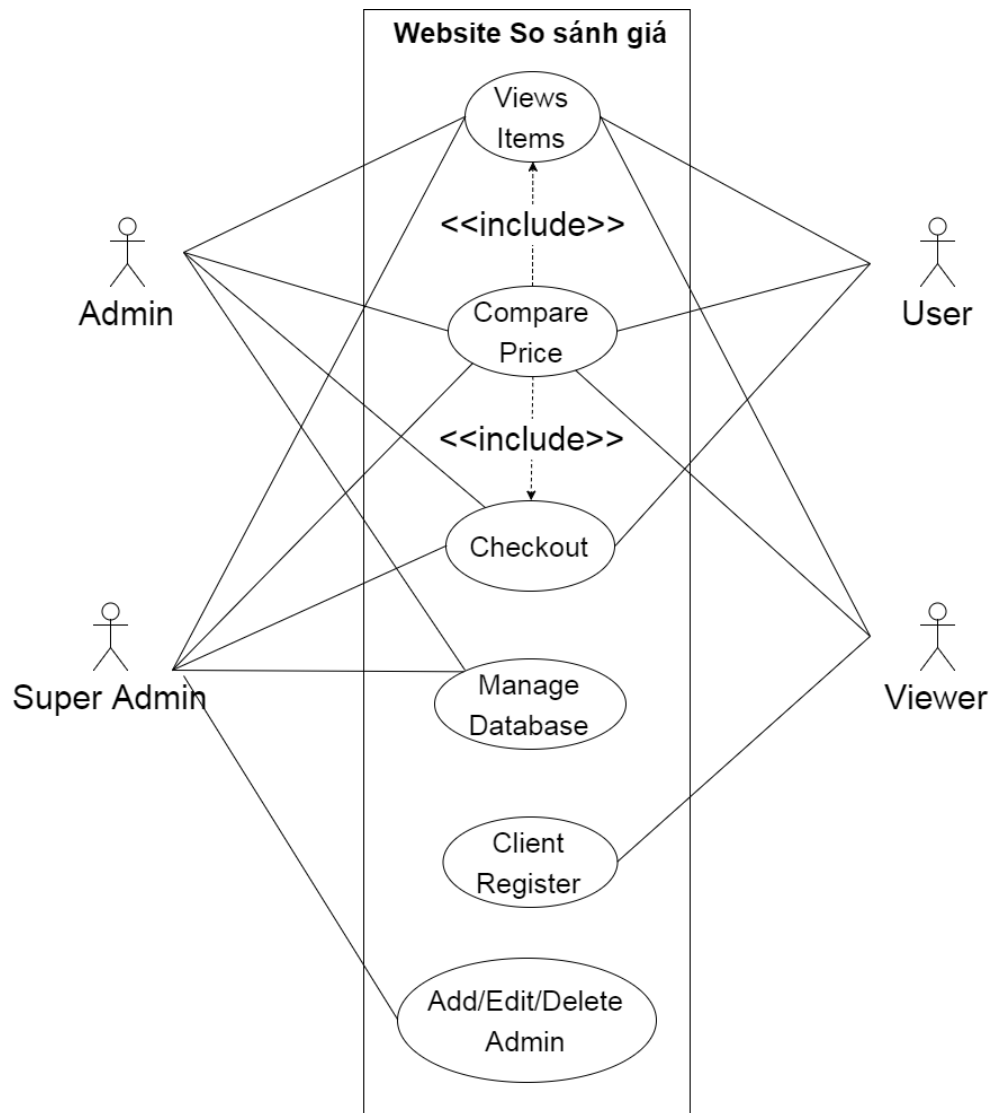 Website So sánh giá
Views
Items
<<include>>
Admin
User
Compare
Price
<<include>>
Checkout
Super Admin
Viewer
Manage
Database
Client
Register
Add/Edit/Delete
Admin